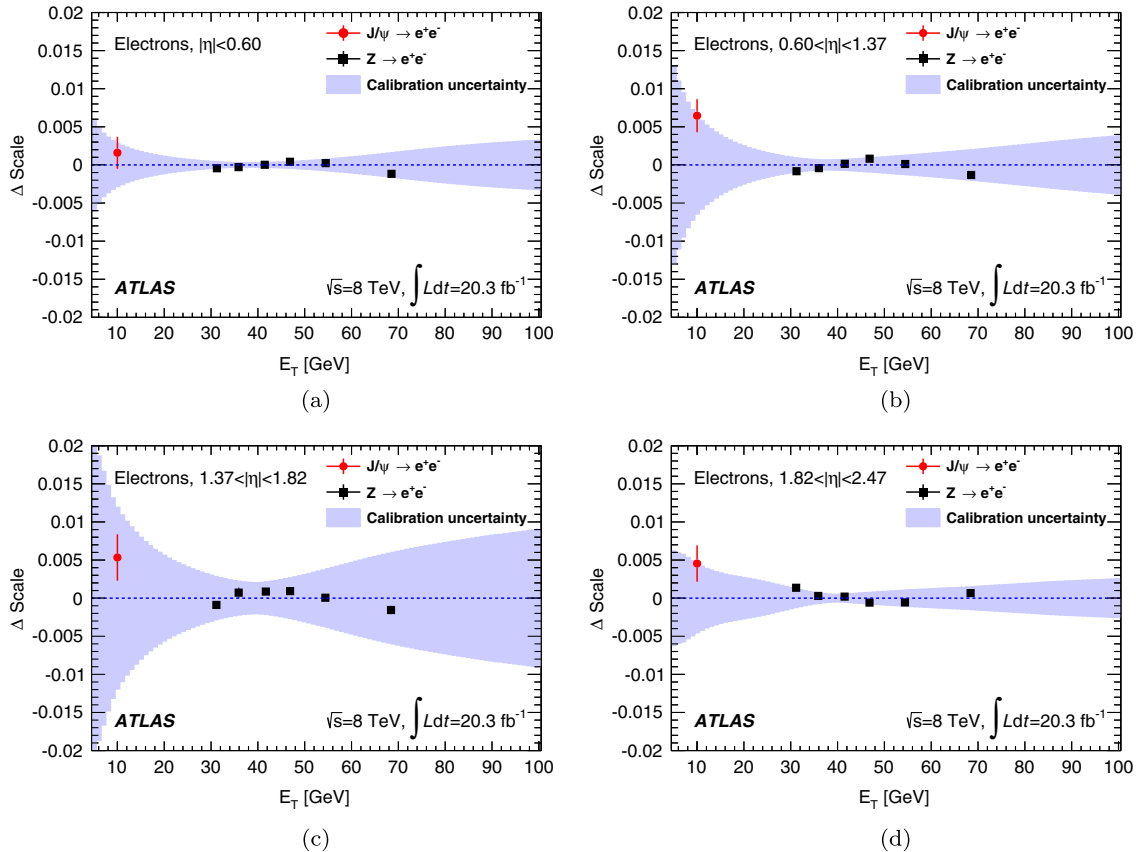 0.02
0.015
0.01
0.005
0
-0.005
-0.01
-0.015
-0.02
Δ Scale
Electrons, |η|<0.60
J/ψ → e⁺e⁻
Z → e⁺e⁻
Calibration uncertainty
ATLAS
√s=8 TeV, ∫Ldt=20.3 fb⁻¹
10 20 30 40 50 60 70 80 90 100
E_T [GeV]
(a)
0.02
0.015
0.01
0.005
0
-0.005
-0.01
-0.015
-0.02
Δ Scale
Electrons, 0.60<|η|<1.37
J/ψ → e⁺e⁻
Z → e⁺e⁻
Calibration uncertainty
ATLAS
√s=8 TeV, ∫Ldt=20.3 fb⁻¹
10 20 30 40 50 60 70 80 90 100
E_T [GeV]
(b)
0.02
0.015
0.01
0.005
0
-0.005
-0.01
-0.015
-0.02
Δ Scale
Electrons, 1.37<|η|<1.82
J/ψ → e⁺e⁻
Z → e⁺e⁻
Calibration uncertainty
ATLAS
√s=8 TeV, ∫Ldt=20.3 fb⁻¹
10 20 30 40 50 60 70 80 90 100
E_T [GeV]
(c)
0.02
0.015
0.01
0.005
0
-0.005
-0.01
-0.015
-0.02
Δ Scale
Electrons, 1.82<|η|<2.47
J/ψ → e⁺e⁻
Z → e⁺e⁻
Calibration uncertainty
ATLAS
√s=8 TeV, ∫Ldt=20.3 fb⁻¹
10 20 30 40 50 60 70 80 90 100
E_T [GeV]
(d)